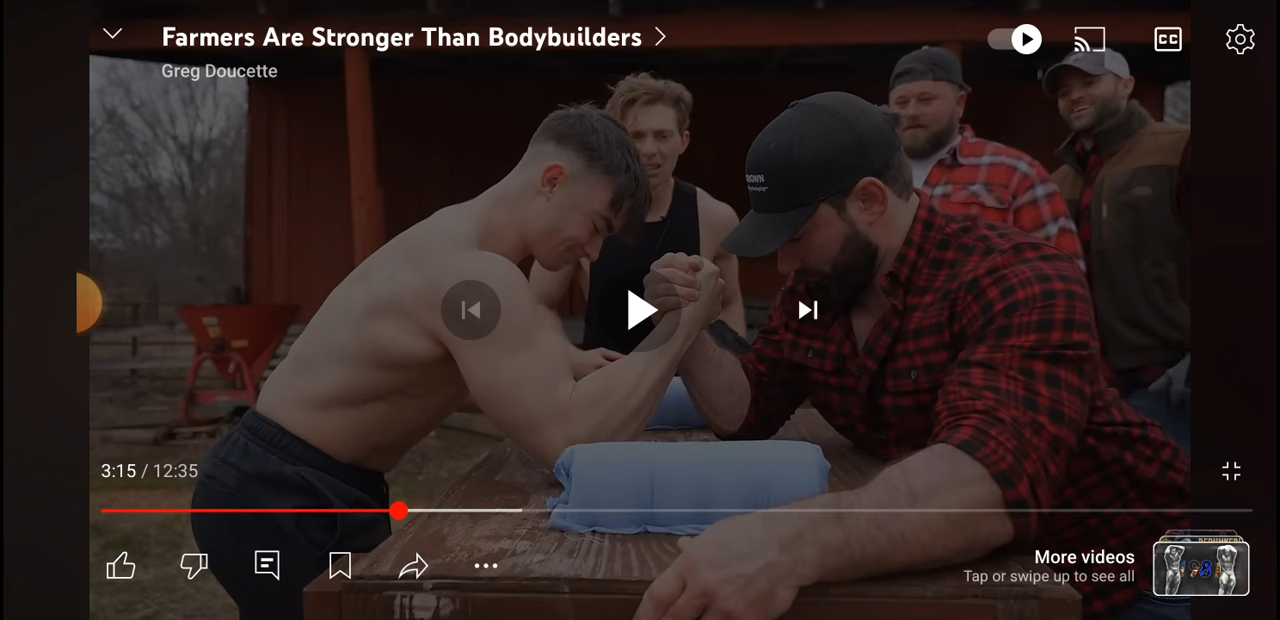 Farmers Are Stronger Than Bodybuilders
Greg Doucette
CC
3:15 / 12:35
More videos
Tap or swipe up to see all